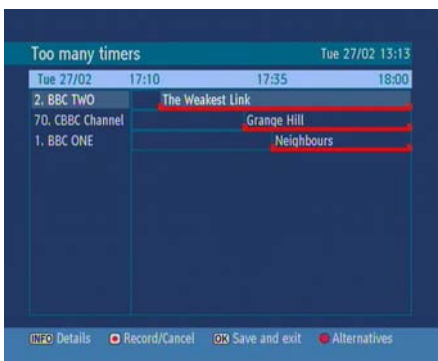 Too many timers Tue 27/02 13:13
Tue 27/02 17:10 17:35 18:00
2. BBC TWO The Weakest Link
70. CBBC Channel Grange Hill
1. BBC ONE Neighbours
INFO Details Record/Cancel OK Save and exit Alternatives